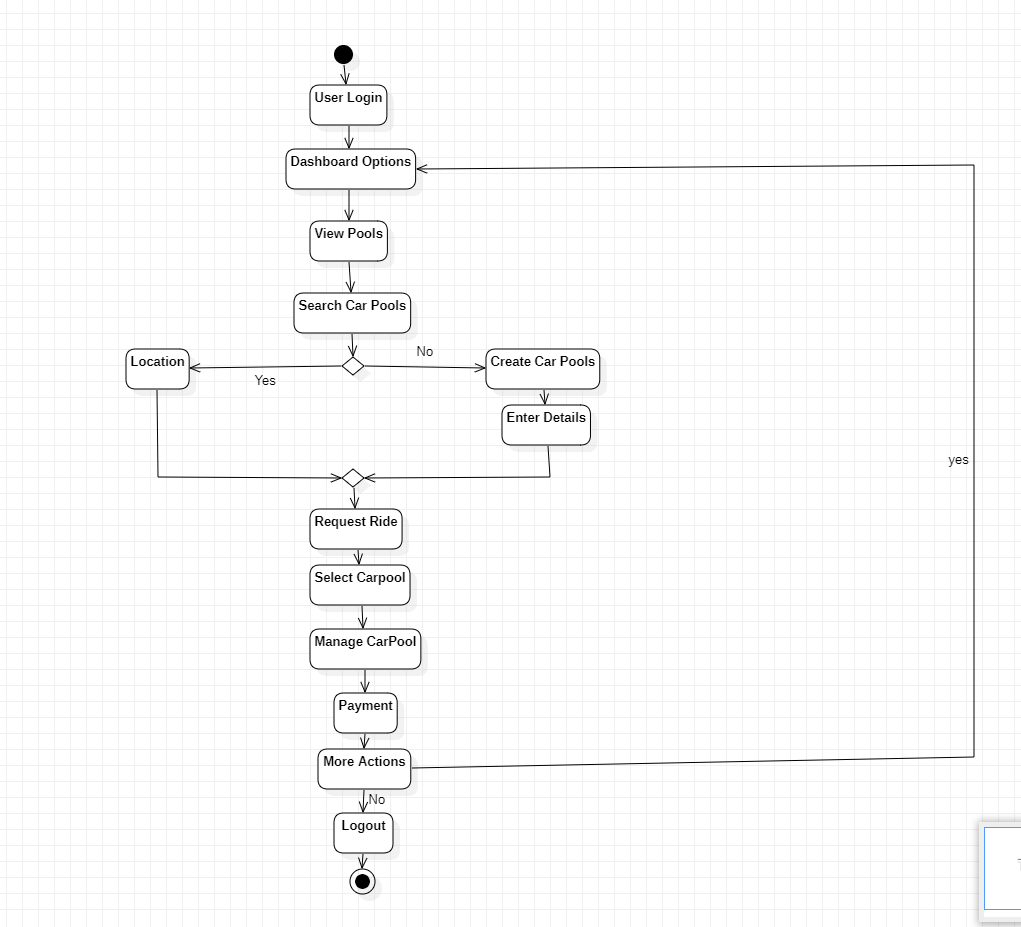 User Login
Dashboard Options
View Pools
Search Car Pools
No
Location
Create Car Pools
Yes
Enter Details
yes
Request Ride
Select Carpool
Manage CarPool
Payment
More Actions
No
Logout